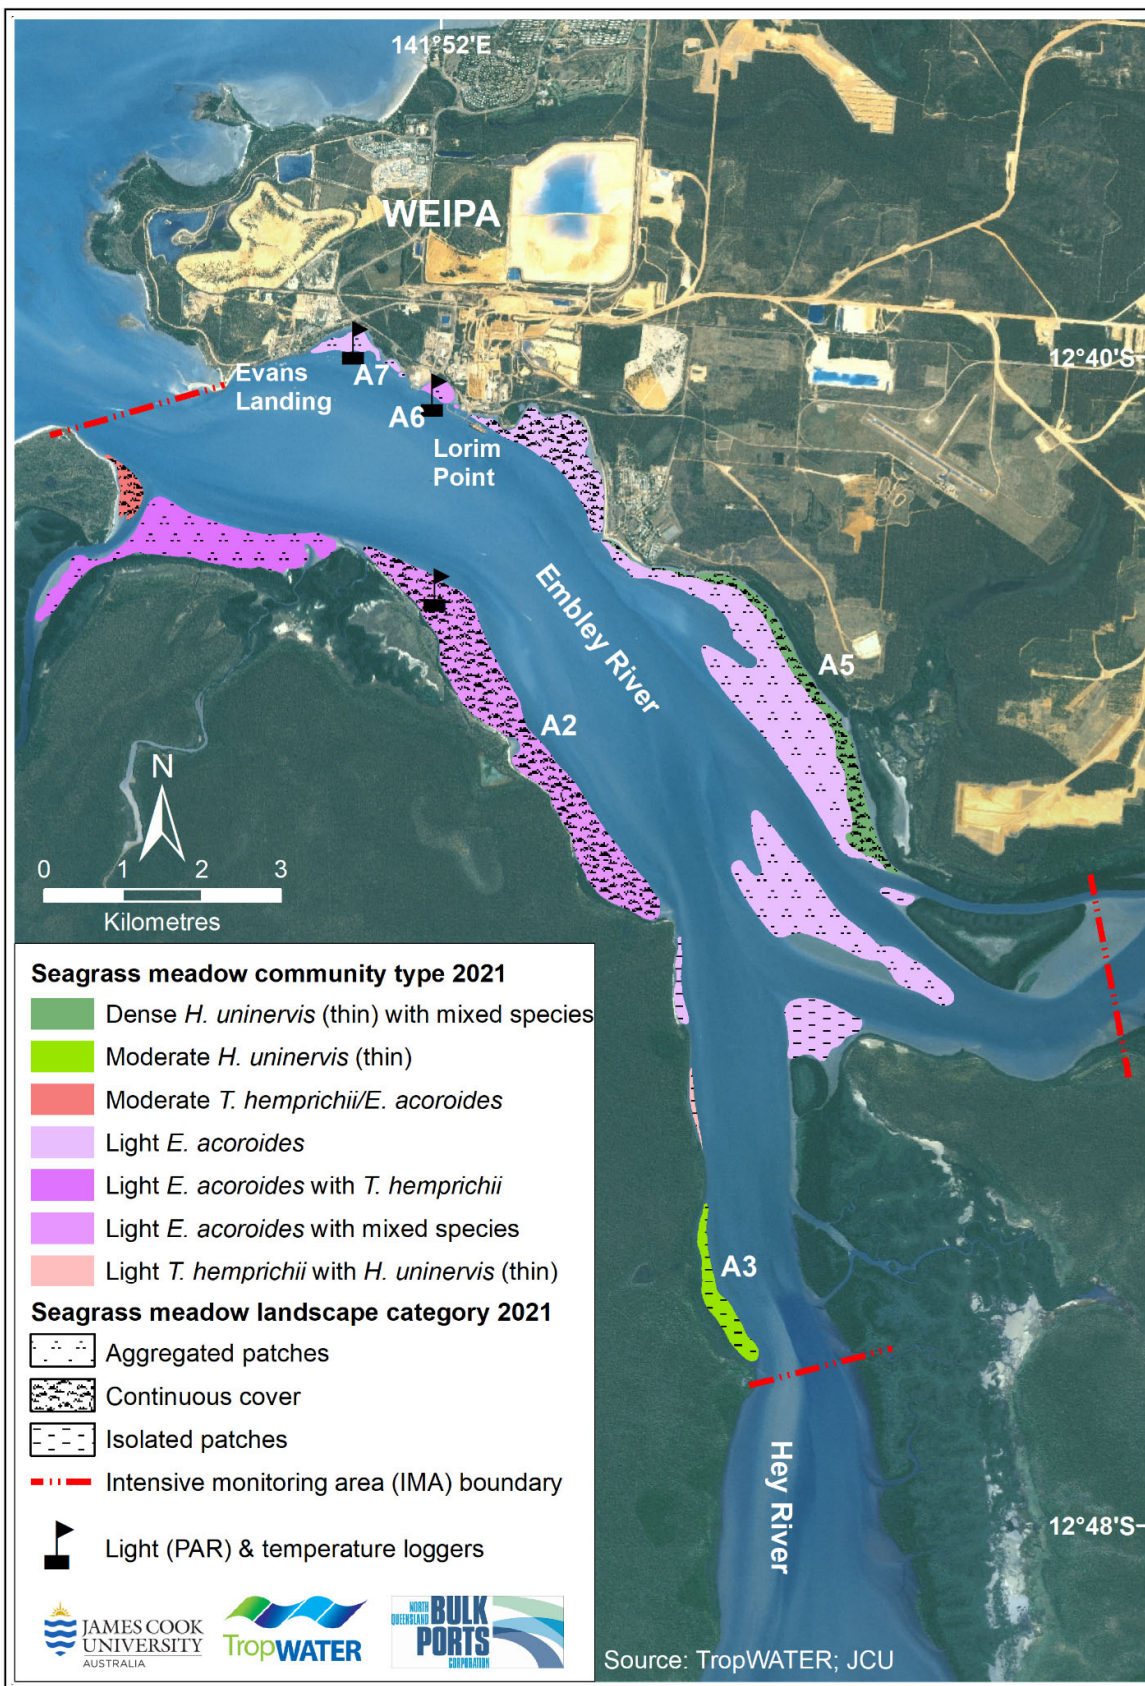 141°52'E
WEIPA
12°40'S
Evans
Landing
A7
A6
Lorim
Point
Embley River
A5
A2
N
0 1 2 3
Kilometres
A3
Hey River
12°48'S
Seagrass meadow community type 2021
Dense H. uninervis (thin) with mixed species
Moderate H. uninervis (thin)
Moderate T. hemprichii/E. acoroides
Light E. acoroides
Light E. acoroides with T. hemprichii
Light E. acoroides with mixed species
Light T. hemprichii with H. uninervis (thin)
Seagrass meadow landscape category 2021
Aggregated patches
Continuous cover
Isolated patches
Intensive monitoring area (IMA) boundary
Light (PAR) & temperature loggers
JAMES COOK
UNIVERSITY
AUSTRALIA
TropWATER
NORTH
QUEENSLAND
BULK
PORTS
CORPORATION
Source: TropWATER; JCU